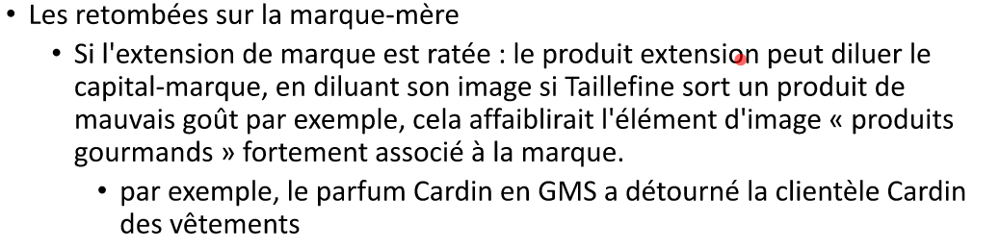 • Les retombées sur la marque-mère
• Si l'extension de marque est ratée : le produit extension peut diluer le
capital-marque, en diluant son image si Taillefine sort un produit de
mauvais goût par exemple, cela affaiblirait l'élément d'image « produits
gourmands » fortement associé à la marque.
• par exemple, le parfum Cardin en GMS a détourné la clientèle Cardin
des vêtements